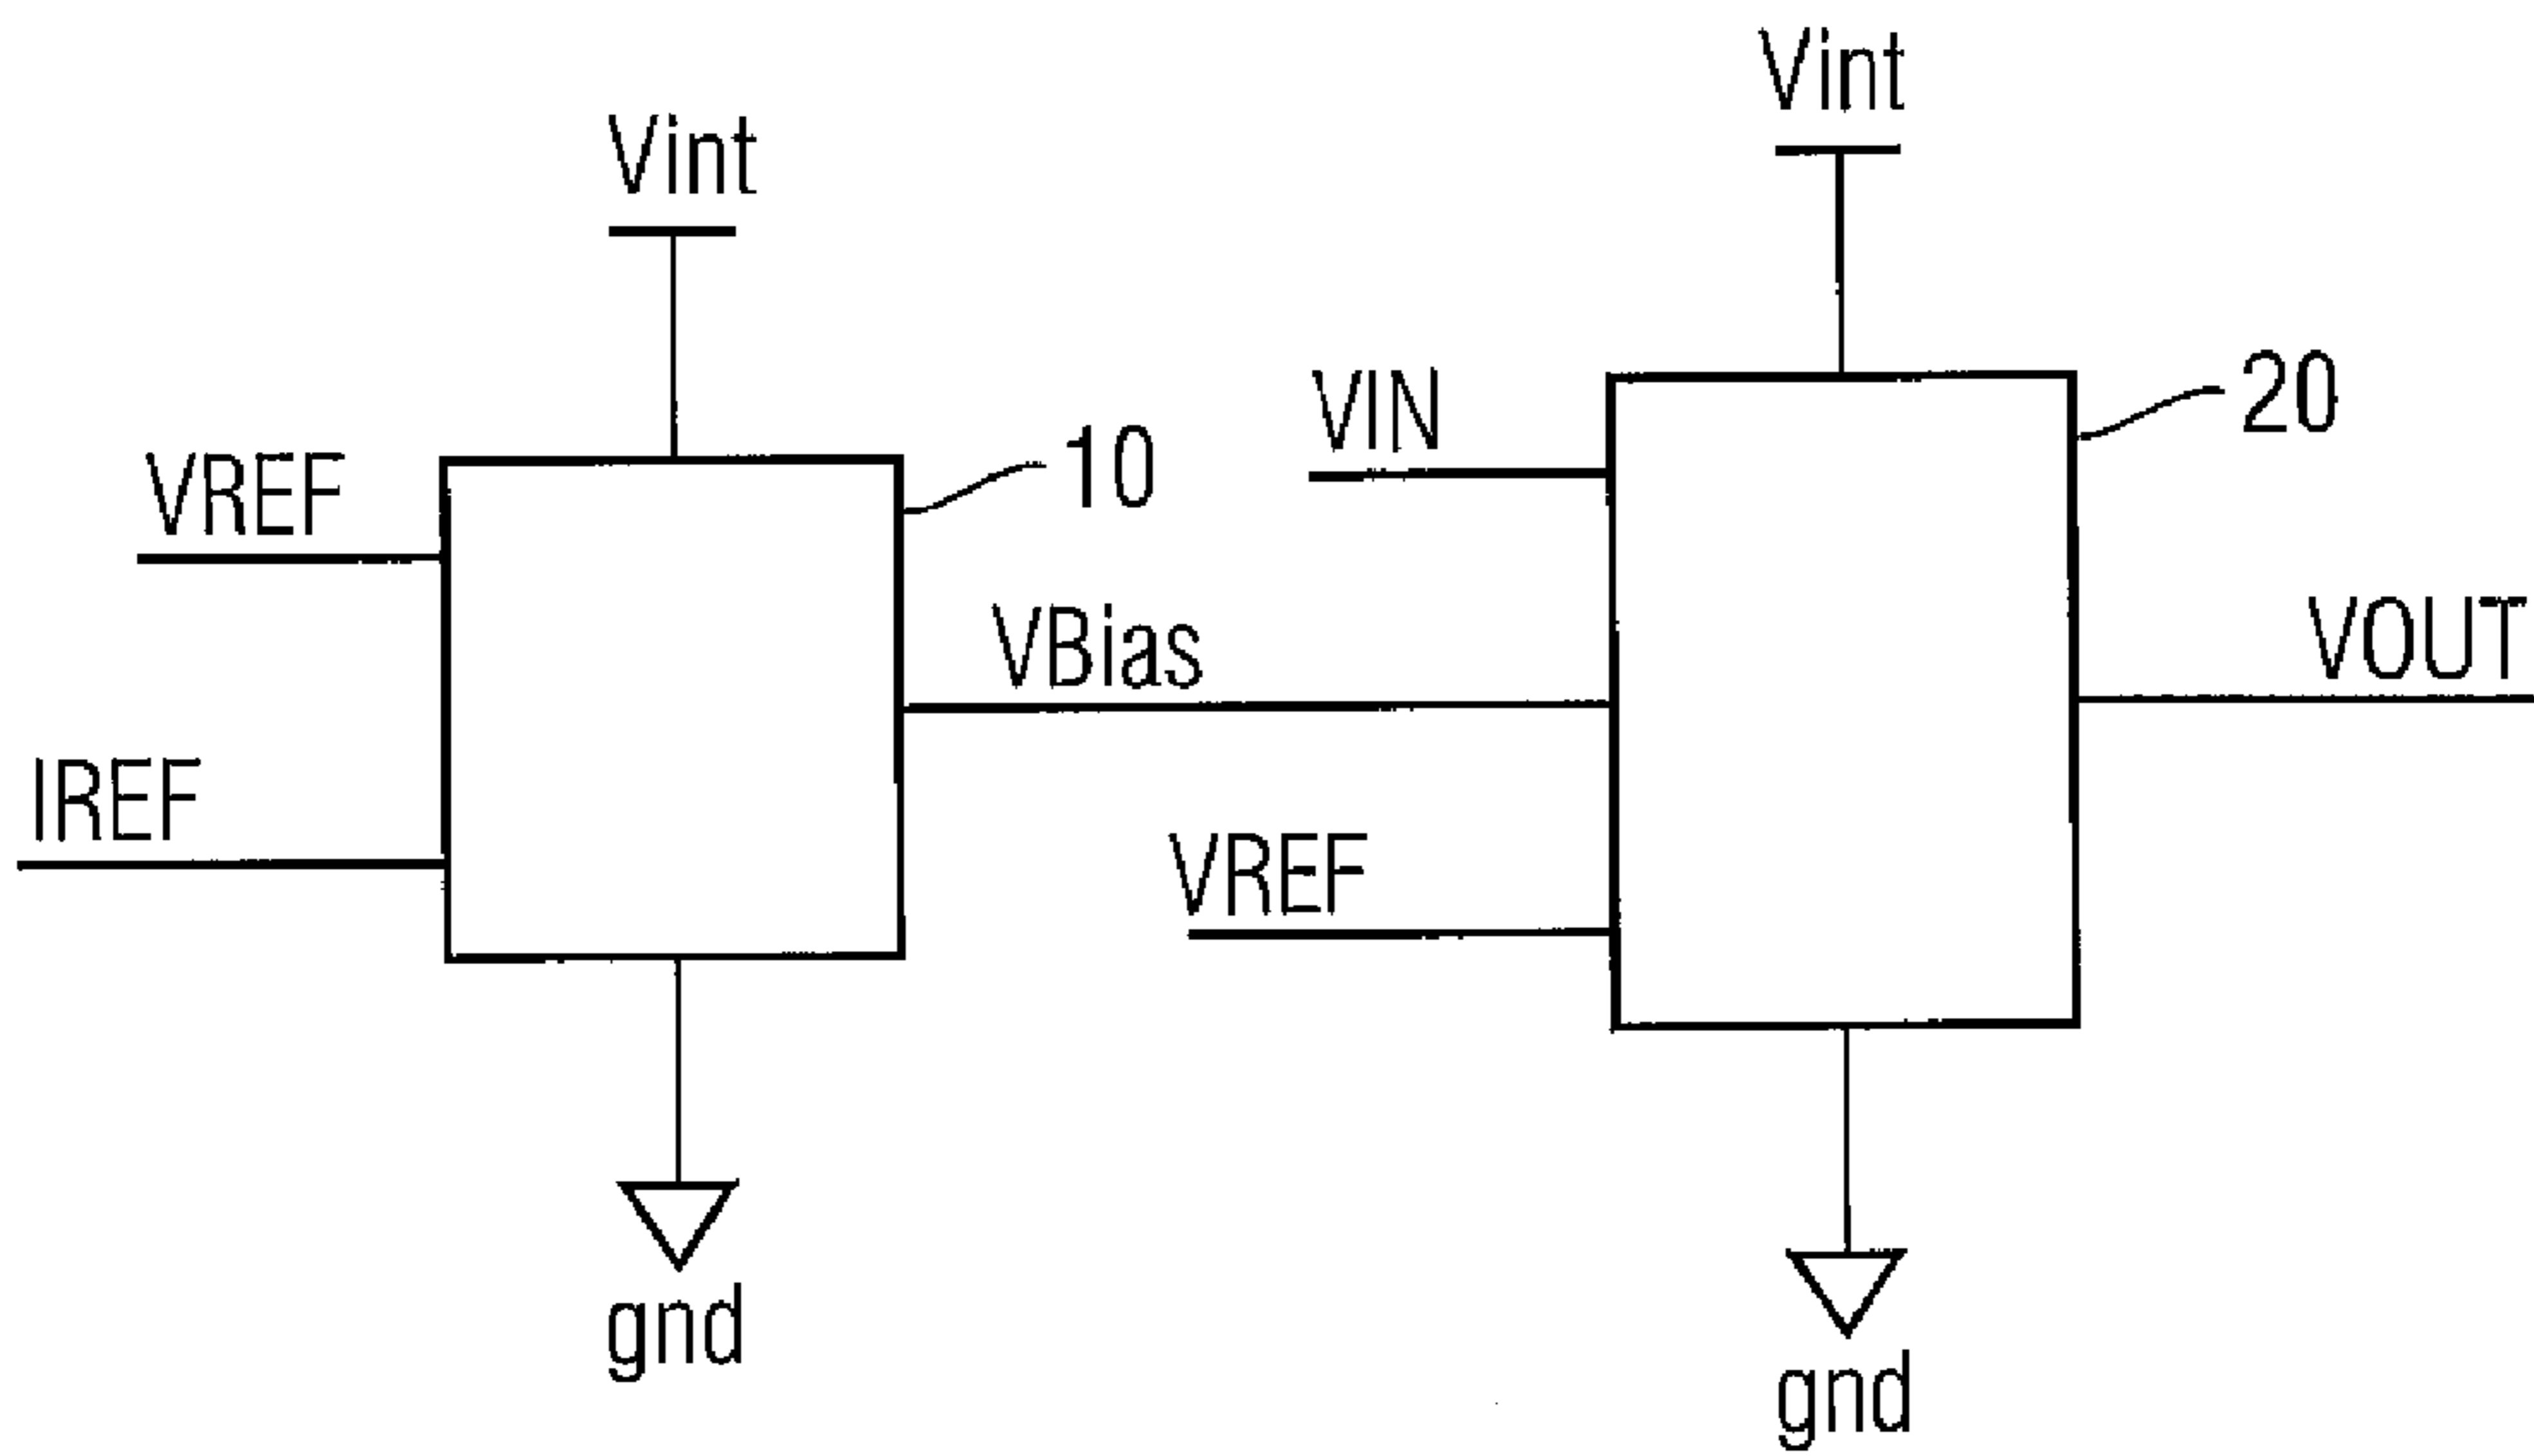 Vint
Vint
VIN
20
VREF
10
VBias
VOUT
IREF
VREF
gnd
gnd